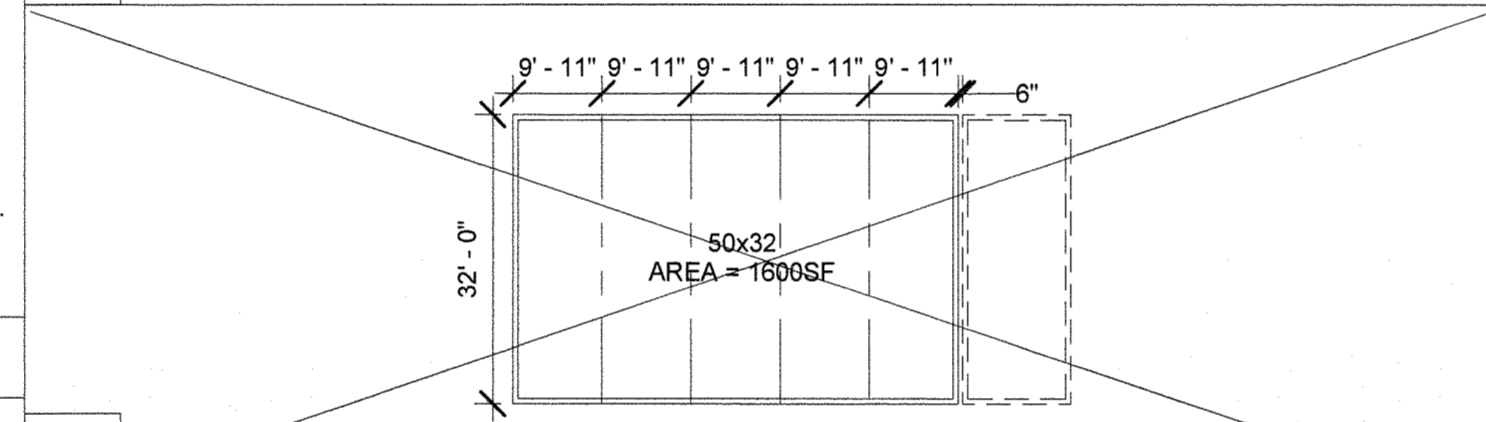 9' - 11" 9' - 11" 9' - 11" 9' - 11" 9' - 11"
6"
32' - 0"
50x32
AREA = 1600SF